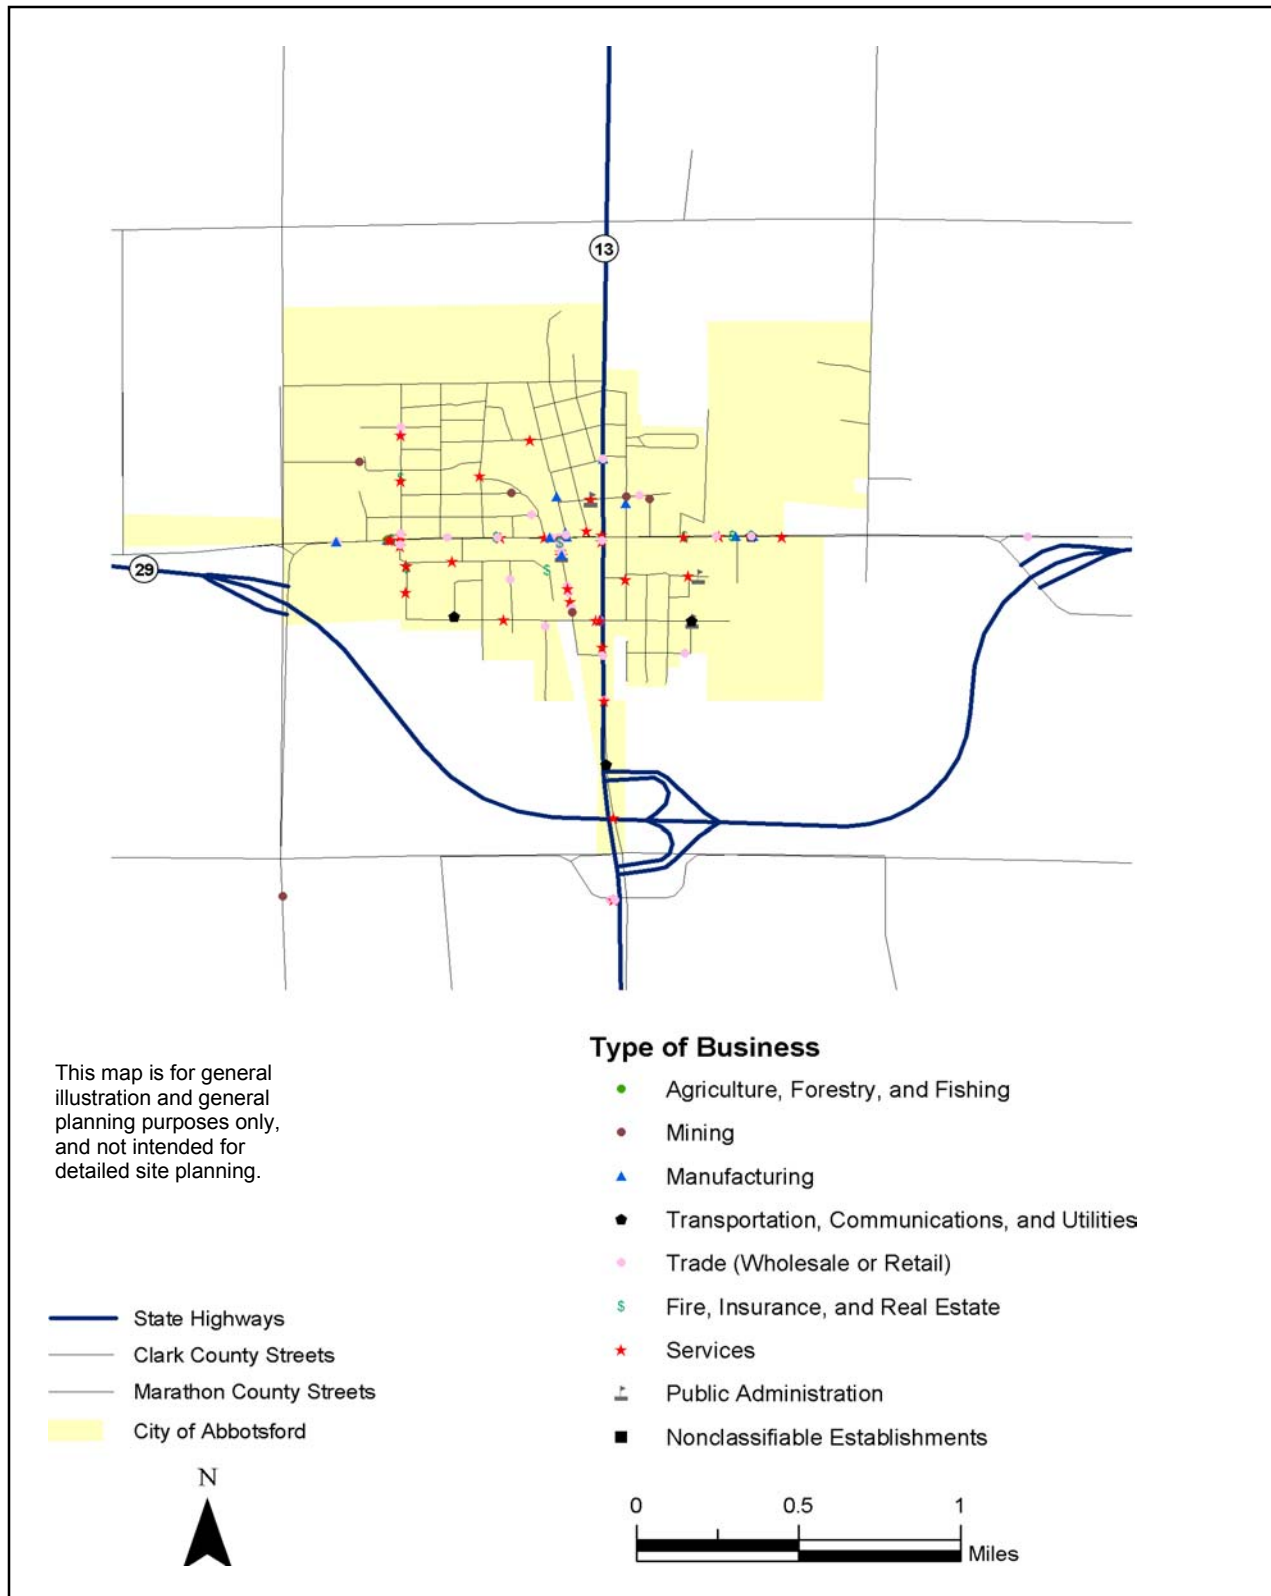 13
29
This map is for general
illustration and general
planning purposes only,
and not intended for
detailed site planning.
State Highways
Clark County Streets
Marathon County Streets
City of Abbotsford
N
Type of Business
Agriculture, Forestry, and Fishing
Mining
Manufacturing
Transportation, Communications, and Utilities
Trade (Wholesale or Retail)
$ Fire, Insurance, and Real Estate
Services
Public Administration
Nonclassifiable Establishments
0 0.5 1
Miles